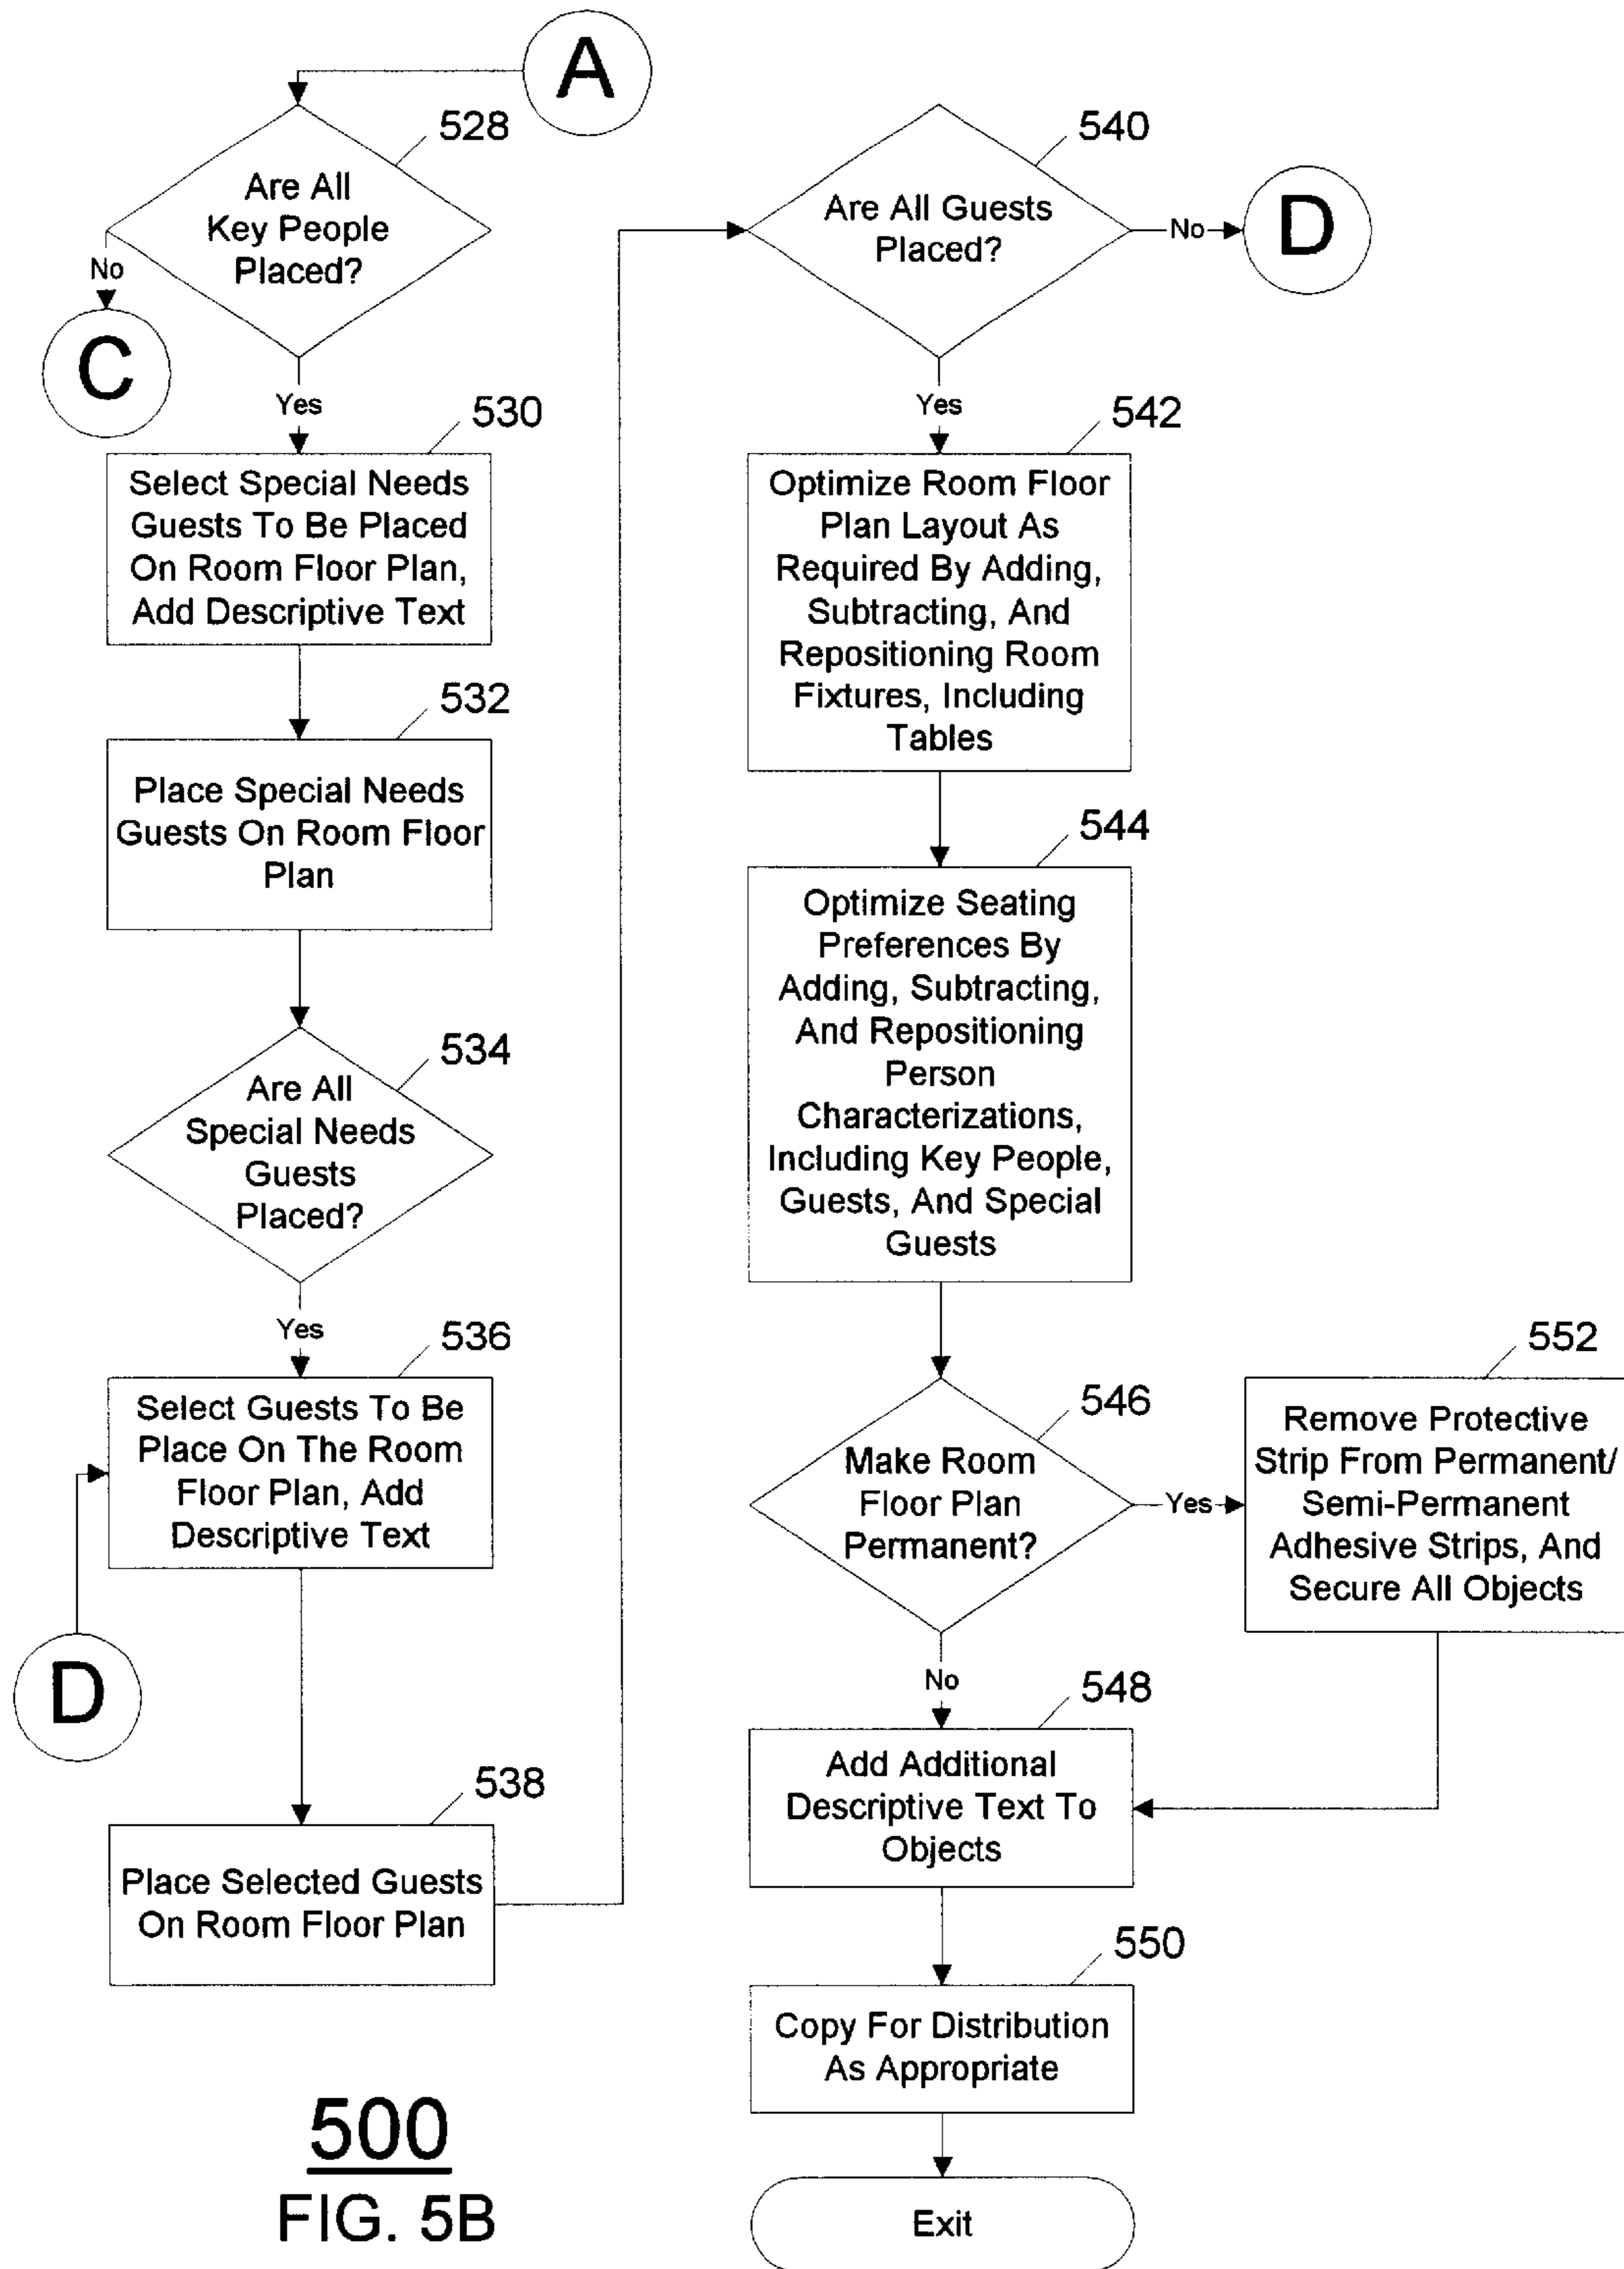 A
528
Are All
Key People
Placed?
No
C
Yes
530
Select Special Needs
Guests To Be Placed
On Room Floor Plan,
Add Descriptive Text
532
Place Special Needs
Guests On Room Floor
Plan
534
Are All
Special Needs
Guests
Placed?
Yes
536
Select Guests To Be
Place On The Room
Floor Plan, Add
Descriptive Text
D
538
Place Selected Guests
On Room Floor Plan
540
Are All Guests
Placed?
No
D
Yes
542
Optimize Room Floor
Plan Layout As
Required By Adding,
Subtracting, And
Repositioning Room
Fixtures, Including
Tables
544
Optimize Seating
Preferences By
Adding, Subtracting,
And Repositioning
Person
Characterizations,
Including Key People,
Guests, And Special
Guests
546
Make Room
Floor Plan
Permanent?
Yes
552
Remove Protective
Strip From Permanent/
Semi-Permanent
Adhesive Strips, And
Secure All Objects
No
548
Add Additional
Descriptive Text To
Objects
550
Copy For Distribution
As Appropriate
Exit
500
FIG. 5B